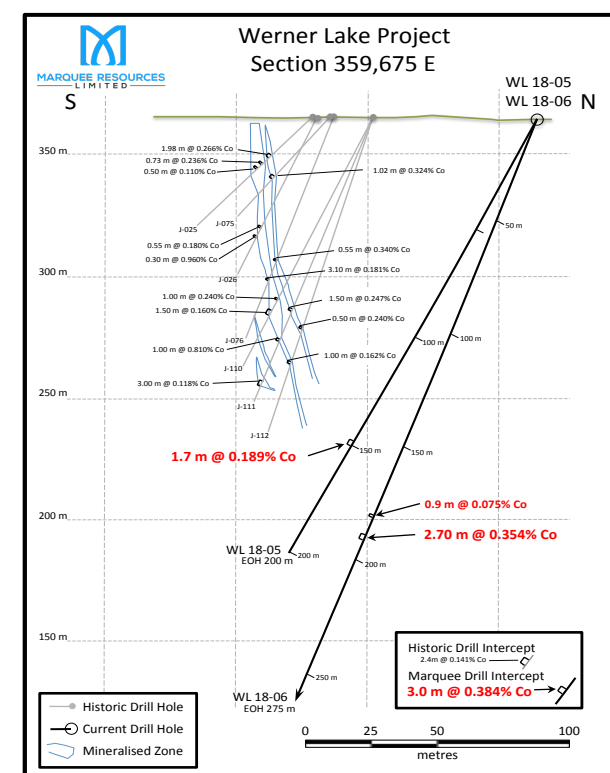 MARQUEE RESOURCES
LIMITED
Werner Lake Project
Section 359,675 E
S
WL 18-05
WL 18-06
N
350 m
1.98 m @ 0.266% Co
0.73 m @ 0.236% Co
0.50 m @ 0.110% Co
1.02 m @ 0.324% Co
J-025
J-075
50 m
0.55 m @ 0.180% Co
0.30 m @ 0.960% Co
0.55 m @ 0.340% Co
3.10 m @ 0.181% Co
300 m
J-026
1.00 m @ 0.240% Co
1.50 m @ 0.160% Co
1.50 m @ 0.247% Co
0.50 m @ 0.240% Co
100 m
100 m
J-076
1.00 m @ 0.810% Co
1.00 m @ 0.162% Co
J-110
3.00 m @ 0.118% Co
250 m
J-111
J-112
1.7 m @ 0.189% Co
150 m
150 m
0.9 m @ 0.075% Co
200 m
2.70 m @ 0.354% Co
WL 18-05
EOH 200 m
200 m
200 m
150 m
Historic Drill Intercept
2.4m @ 0.141% Co
Marquee Drill Intercept
3.0 m @ 0.384% Co
250 m
WL 18-06
EOH 275 m
Historic Drill Hole
Current Drill Hole
Mineralised Zone
0
25
50
100
metres